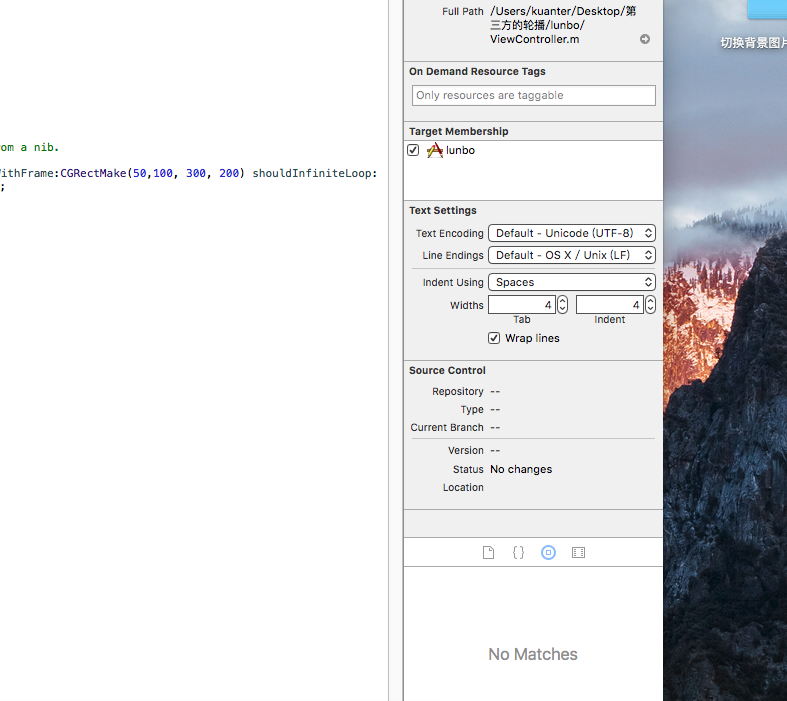 Full Path /Users/kuanter/Desktop/第
三方的轮播/lunbo/
ViewController.m
切换背景图片
On Demand Resource Tags
Only resources are taggable
Target Membership
lunbo
om a nib.
ithFrame:CGRectMake(50,100, 300, 200) shouldInfiniteLoop:
;
Text Settings
Text Encoding Default - Unicode (UTF-8)
Line Endings Default - OS X / Unix (LF)
Indent Using Spaces
Widths 4 4
Tab Indent
Wrap lines
Source Control
Repository --
Type --
Current Branch --
Version --
Status No changes
Location
No Matches